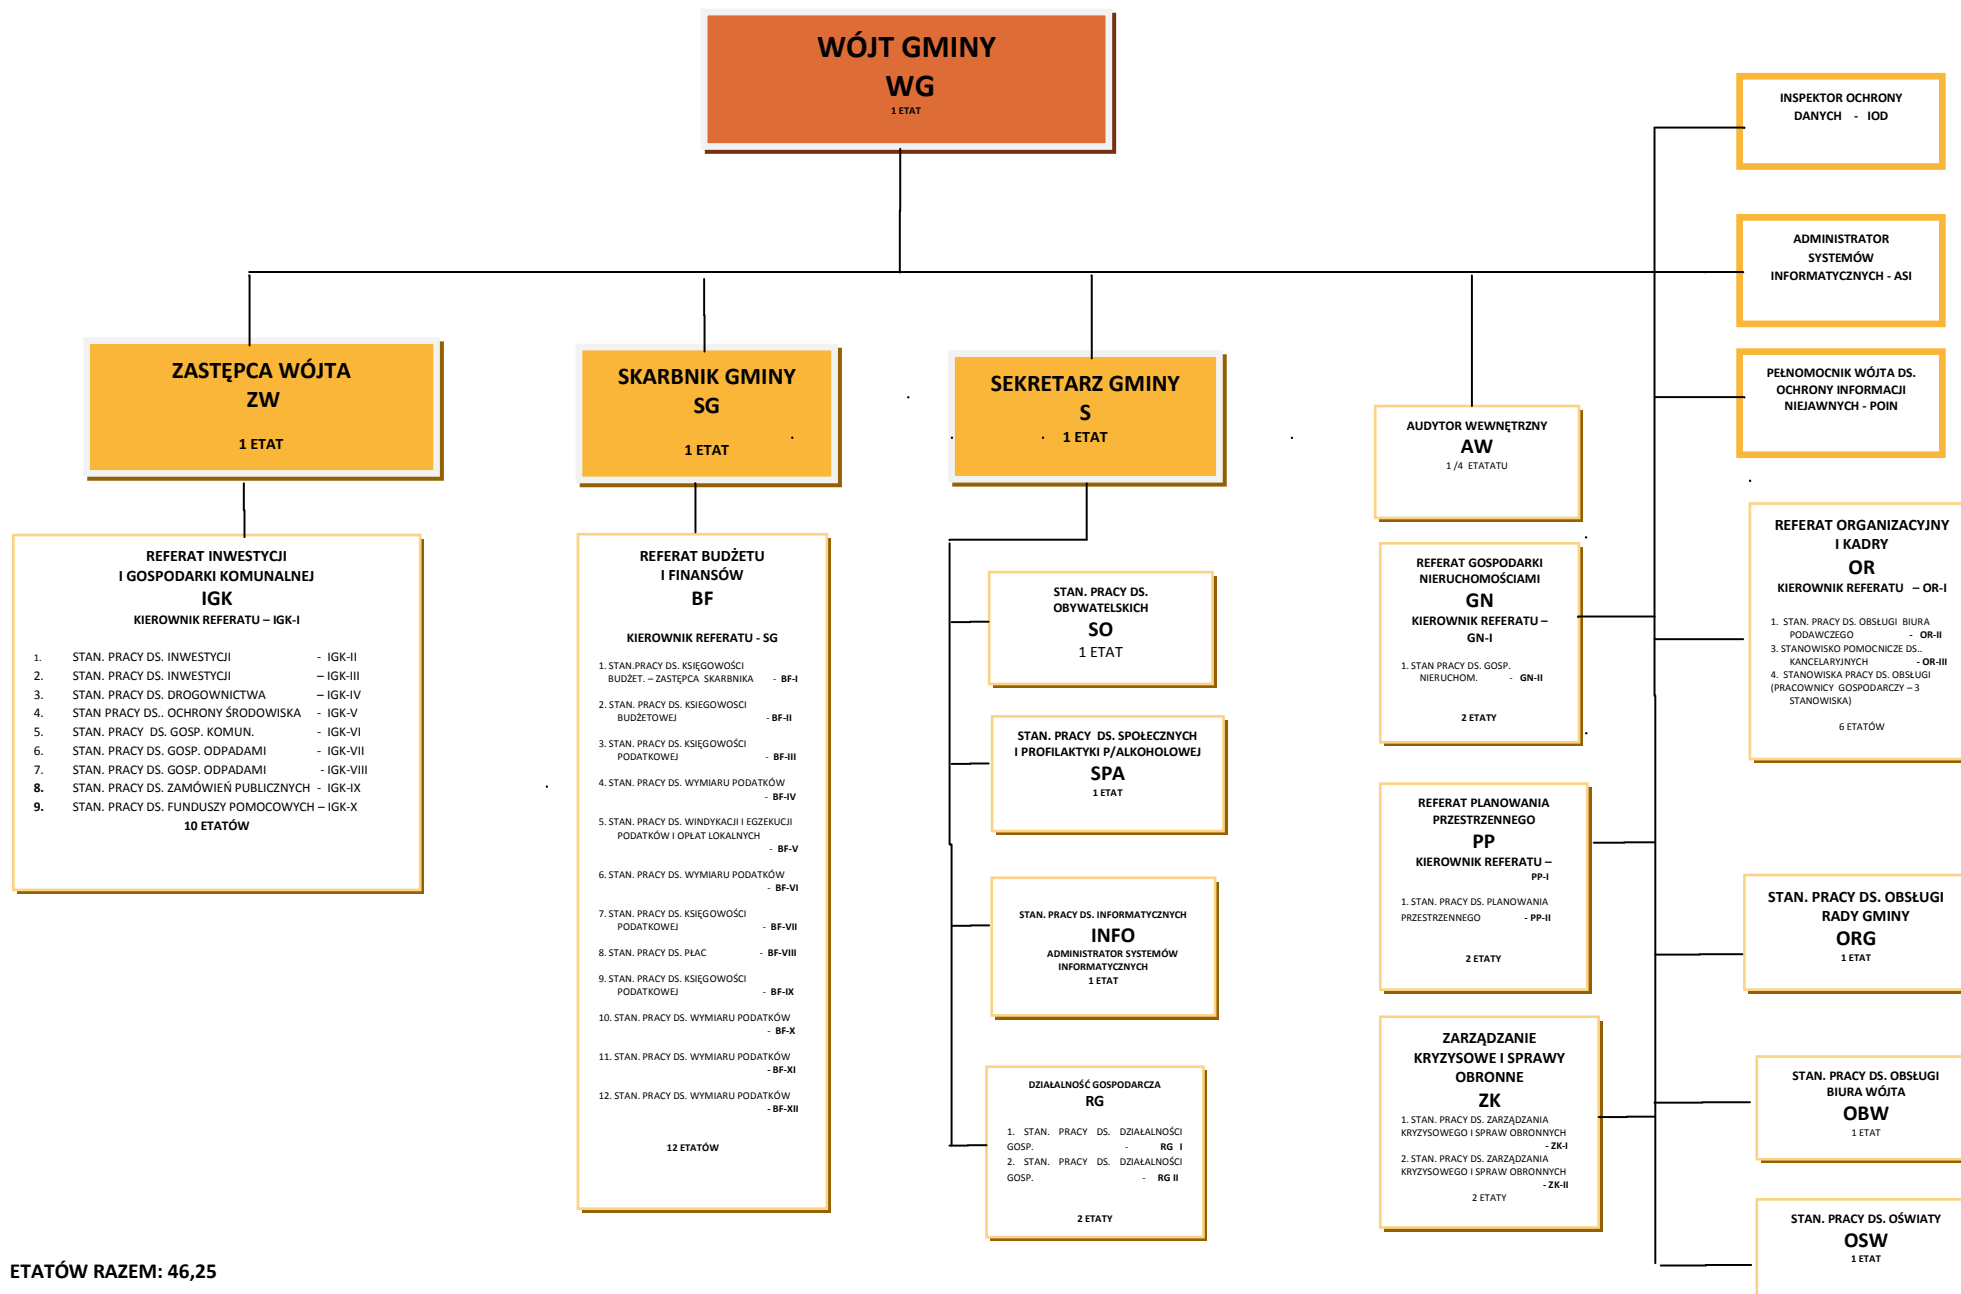 WÓJT GMINY
WG
1 ETAT
INSPEKTOR OCHRONY
DANYCH - IOD
ADMINISTRATOR
SYSTEMÓW
INFORMATYCZNYCH - ASI
PEŁNOMOCNIK WÓJTA DS.
OCHRONY INFORMACJI
NIEJAWNYCH - POIN
ZASTĘPCA WÓJTA
ZW
1 ETAT
SKARBNIK GMINY
SG
1 ETAT
SEKRETARZ GMINY
S
1 ETAT
AUDYTOR WEWNĘTRZNY
AW
1 /4 ETATATU
REFERAT INWESTYCJI
I GOSPODARKI KOMUNALNEJ
IGK
KIEROWNIK REFERATU – IGK-I
1. STAN. PRACY DS. INWESTYCJI - IGK-II
2. STAN. PRACY DS. INWESTYCJI – IGK-III
3. STAN. PRACY DS. DROGOWNICTWA – IGK-IV
4. STAN PRACY DS.. OCHRONY ŚRODOWISKA - IGK-V
5. STAN. PRACY DS. GOSP. KOMUN. - IGK-VI
6. STAN. PRACY DS. GOSP. ODPADAMI - IGK-VII
7. STAN. PRACY DS. GOSP. ODPADAMI - IGK-VIII
8. STAN. PRACY DS. ZAMÓWIEŃ PUBLICZNYCH - IGK-IX
9. STAN. PRACY DS. FUNDUSZY POMOCOWYCH – IGK-X
10 ETATÓW
REFERAT BUDŻETU
I FINANSÓW
BF
KIEROWNIK REFERATU - SG
1. STAN.PRACY DS. KSIĘGOWOŚCI
BUDŻET. – ZASTĘPCA SKARBNIKA - BF-I
2. STAN. PRACY DS. KSIEGOWOSCI
BUDŻETOWEJ - BF-II
3. STAN. PRACY DS. KSIĘGOWOŚCI
PODATKOWEJ - BF-III
4. STAN. PRACY DS. WYMIARU PODATKÓW
- BF-IV
5. STAN. PRACY DS. WINDYKACJI I EGZEKUCJI
PODATKÓW I OPŁAT LOKALNYCH
- BF-V
6. STAN. PRACY DS. WYMIARU PODATKÓW
- BF-VI
7. STAN. PRACY DS. KSIĘGOWOŚCI
PODATKOWEJ - BF-VII
8. STAN. PRACY DS. PŁAC - BF-VIII
9. STAN. PRACY DS. KSIĘGOWOŚCI
PODATKOWEJ - BF-IX
10. STAN. PRACY DS. WYMIARU PODATKÓW
- BF-X
11. STAN. PRACY DS. WYMIARU PODATKÓW
- BF-XI
12. STAN. PRACY DS. WYMIARU PODATKÓW
- BF-XII
12 ETATÓW
STAN. PRACY DS.
OBYWATELSKICH
SO
1 ETAT
STAN. PRACY DS. SPOŁECZNYCH
I PROFILAKTYKI P/ALKOHOLOWEJ
SPA
1 ETAT
STAN. PRACY DS. INFORMATYCZNYCH
INFO
ADMINISTRATOR SYSTEMÓW
INFORMATYCZNYCH
1 ETAT
DZIAŁALNOŚĆ GOSPODARCZA
RG
1. STAN. PRACY DS. DZIAŁALNOŚCI
GOSP. - RG I
2. STAN. PRACY DS. DZIAŁALNOŚCI
GOSP. - RG II
2 ETATY
REFERAT GOSPODARKI
NIERUCHOMOŚCIAMI
GN
KIEROWNIK REFERATU –
GN-I
1. STAN PRACY DS. GOSP.
NIERUCHOM. - GN-II
2 ETATY
REFERAT PLANOWANIA
PRZESTRZENNEGO
PP
KIEROWNIK REFERATU –
PP-I
1. STAN. PRACY DS. PLANOWANIA
PRZESTRZENNEGO - PP-II
2 ETATY
ZARZĄDZANIE
KRYZYSOWE I SPRAWY
OBRONNE
ZK
1. STAN. PRACY DS. ZARZĄDZANIA
KRYZYSOWEGO I SPRAW OBRONNYCH
- ZK-I
2. STAN. PRACY DS. ZARZĄDZANIA
KRYZYSOWEGO I SPRAW OBRONNYCH
- ZK-II
2 ETATY
REFERAT ORGANIZACYJNY
I KADRY
OR
KIEROWNIK REFERATU – OR-I
1. STAN. PRACY DS. OBSŁUGI BIURA
PODAWCZEGO - OR-II
3. STANOWISKO POMOCNICZE DS..
KANCELARYJNYCH - OR-III
4. STANOWISKA PRACY DS. OBSŁUGI
(PRACOWNICY GOSPODARCZY – 3
STANOWISKA)
6 ETATÓW
STAN. PRACY DS. OBSŁUGI
RADY GMINY
ORG
1 ETAT
STAN. PRACY DS. OBSŁUGI
BIURA WÓJTA
OBW
1 ETAT
STAN. PRACY DS. OŚWIATY
OSW
1 ETAT
ETATÓW RAZEM: 46,25